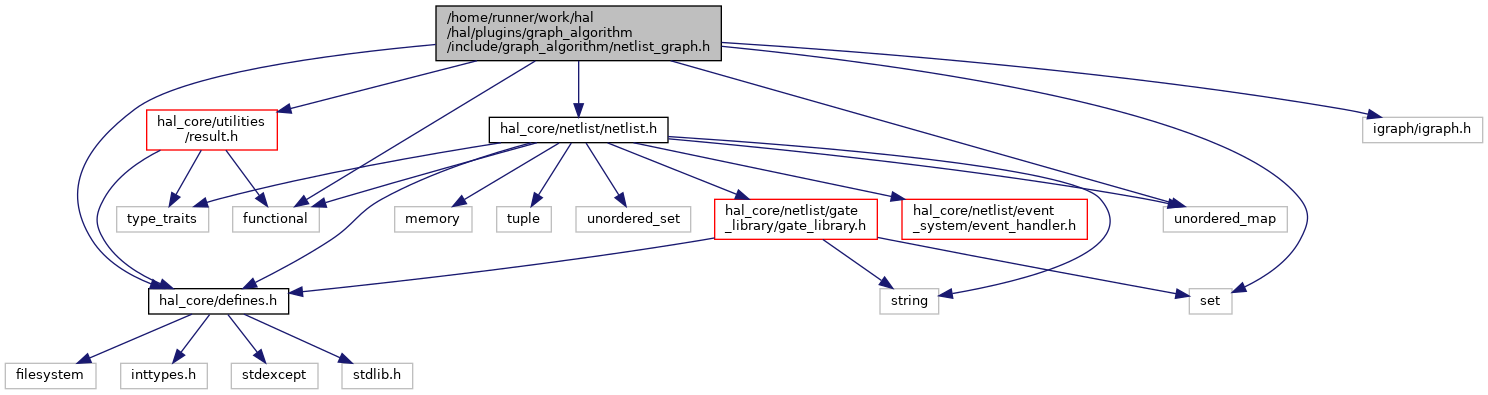 /home/runner/work/hal
/hal/plugins/graph_algorithm
/include/graph_algorithm/netlist_graph.h
hal_core/utilities
/result.h
hal_core/netlist/netlist.h
igraph/igraph.h
type_traits
functional
memory
tuple
unordered_set
hal_core/netlist/gate
_library/gate_library.h
hal_core/netlist/event
_system/event_handler.h
unordered_map
hal_core/defines.h
string
set
filesystem
inttypes.h
stdexcept
stdlib.h